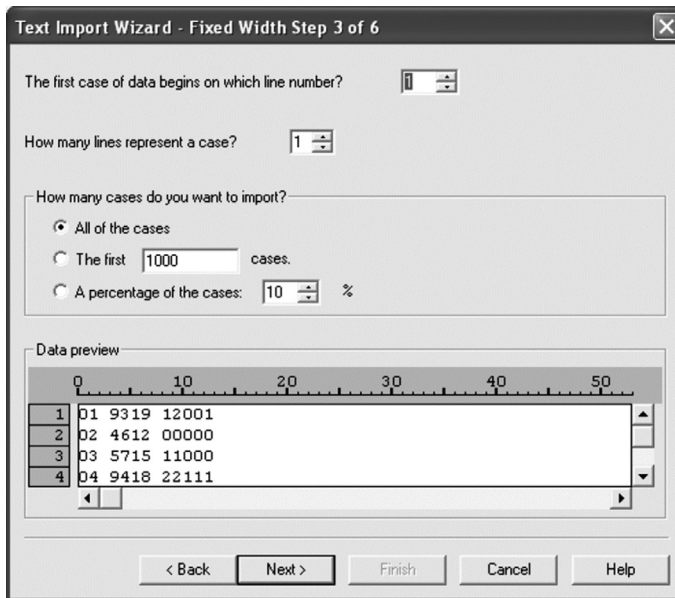 Text Import Wizard - Fixed Width Step 3 of 6
The first case of data begins on which line number? 1
How many lines represent a case? 1
How many cases do you want to import?
All of the cases
The first 1000 cases.
A percentage of the cases: 10 %
Data preview
0 10 20 30 40 50
1 01 9319 12001
2 02 4612 00000
3 03 5715 11000
4 04 9418 22111
< Back Next > Finish Cancel Help